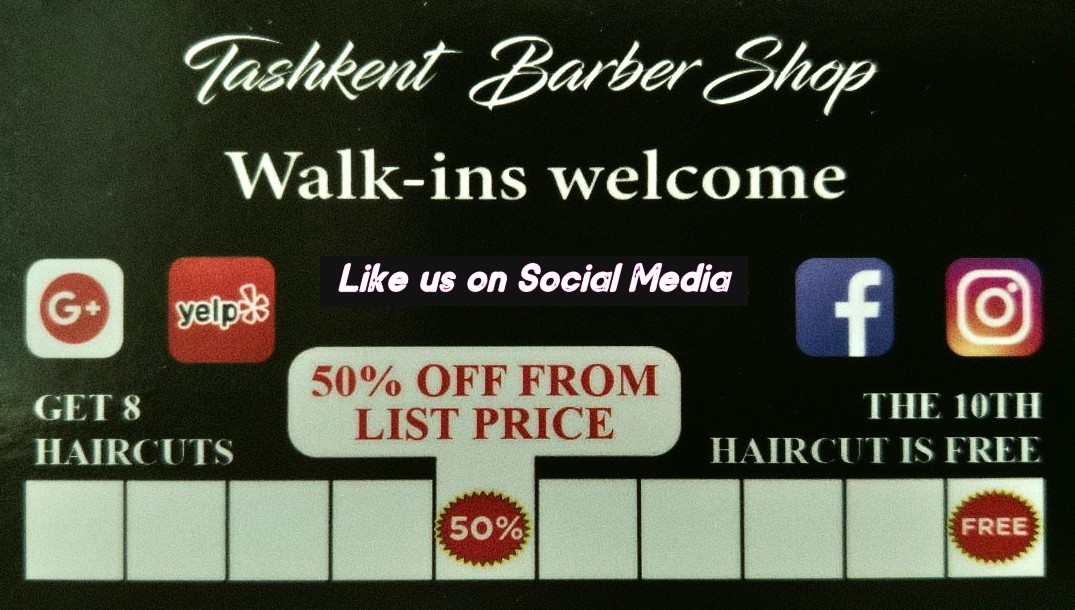 Tashkent Barber Shop
Walk-ins welcome
G+
yelp
Like us on Social Media
f
50% OFF FROM
LIST PRICE
GET 8
HAIRCUTS
THE 10TH
HAIRCUT IS FREE
50%
FREE